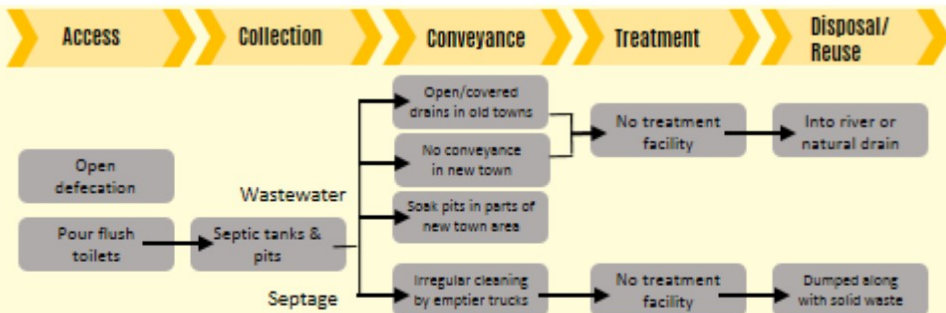 Access
Collection
Conveyance
Treatment
Disposal/
Reuse
Open/covered
drains in old towns
No treatment
facility
Into river or
natural drain
No conveyance
in new town
Open
defecation
Wastewater
Soak pits in parts of
new town area
Pour flush
toilets
Septic tanks &
pits
Septage
Irregular cleaning
by emptier trucks
No treatment
facility
Dumped along
with solid waste